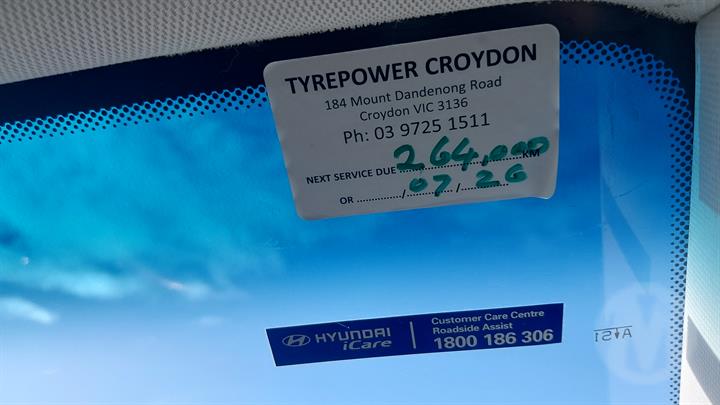 TYREPOWER CROYDON
184 Mount Dandenong Road
Croydon VIC 3136
Ph: 03 9725 1511
NEXT SERVICE DUE 264,000 KM
OR ............../07/26
HYUNDAI iCare
Customer Care Centre
Roadside Assist
1800 186 306
AS1